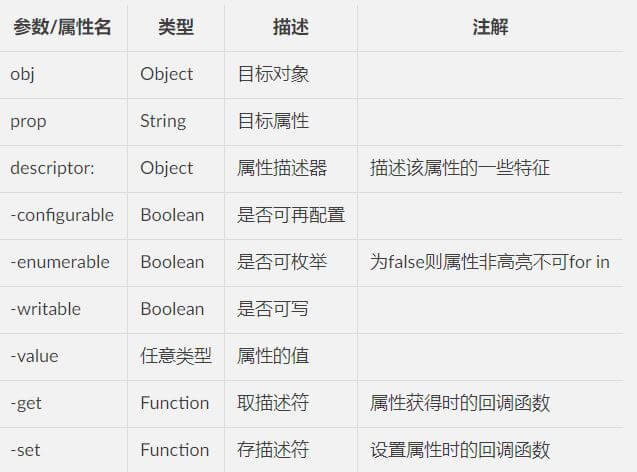 参数/属性名 类型 描述 注解
obj Object 目标对象
prop String 目标属性
descriptor: Object 属性描述器 描述该属性的一些特征
-configurable Boolean 是否可再配置
-enumerable Boolean 是否可枚举 为false则属性非高亮不可for in
-writable Boolean 是否可写
-value 任意类型 属性的值
-get Function 取描述符 属性获得时的回调函数
-set Function 存描述符 设置属性时的回调函数